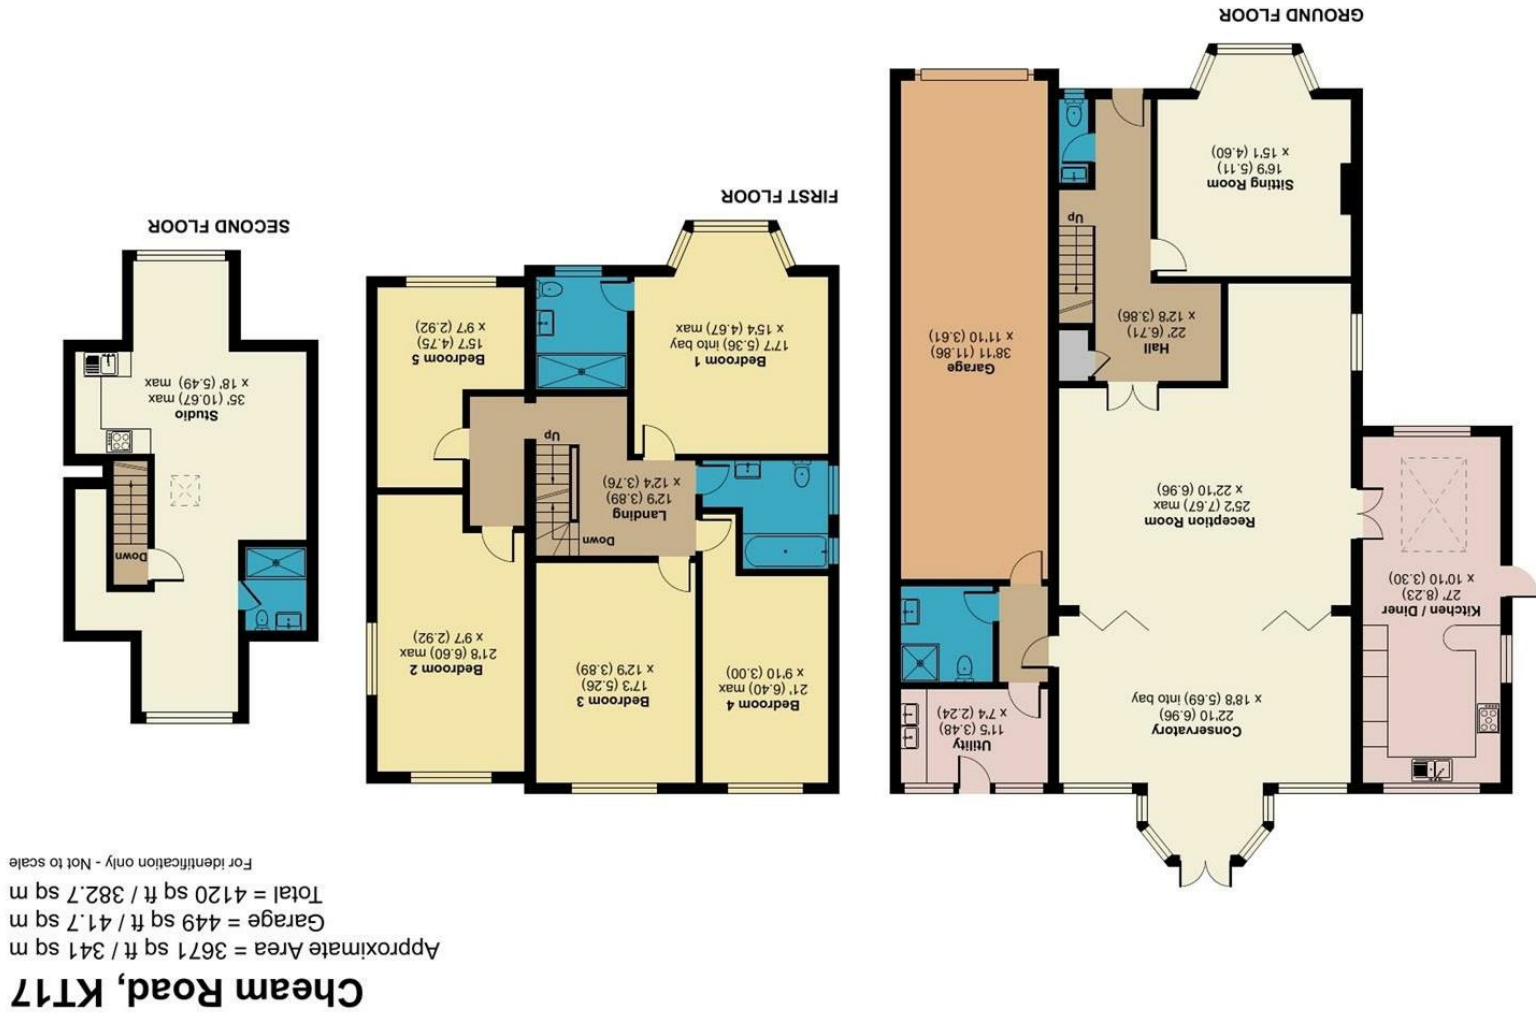 Cheam Road, KT17
Approximate Area = 3671 sq ft / 341 sq m
Garage = 449 sq ft / 41.7 sq m
Total = 4120 sq ft / 382.7 sq m
For identification only - Not to scale
Kitchen / Diner
27' (8.23)
x 10'10 (3.30)
Conservatory
22'10 (6.96)
x 18'8 (5.69) into bay
Utility
11'5 (3.48)
x 7'4 (2.24)
Reception Room
25'2 (7.67) max
x 22'10 (6.96)
Hall
22' (6.71)
x 12'8 (3.86)
Garage
38'11 (11.86)
x 11'10 (3.61)
Up
Sitting Room
16'9 (5.11)
x 15'1 (4.60)
GROUND FLOOR
Bedroom 4
21' (6.40) max
x 9'10 (3.00)
Bedroom 3
17'3 (5.26)
x 12'9 (3.89)
Bedroom 2
21'8 (6.60) max
x 9'7 (2.92)
Down
Landing
12'9 (3.89)
x 12'4 (3.76)
Up
Bedroom 1
17'7 (5.36) into bay
x 15'4 (4.67) max
Bedroom 5
15'7 (4.75)
x 9'7 (2.92)
FIRST FLOOR
Down
Studio
35' (10.67) max
x 18' (5.49) max
SECOND FLOOR